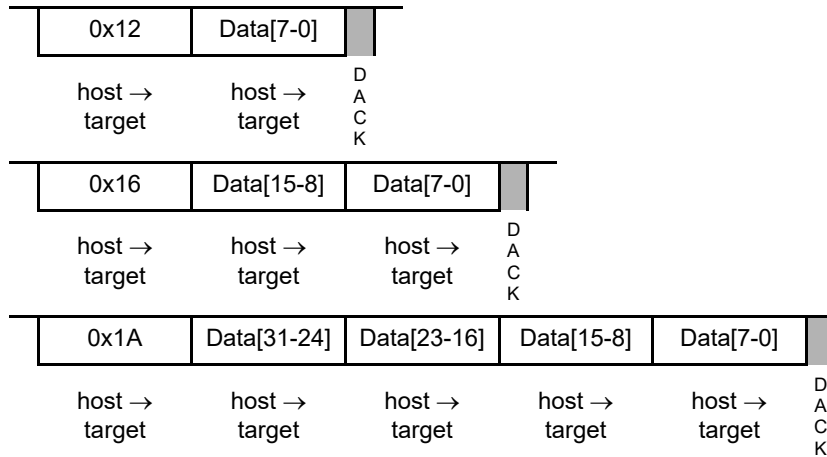 0x12 Data[7-0]
host → host →
target target
D
A
C
K
0x16 Data[15-8] Data[7-0]
host → host → host →
target target target
D
A
C
K
0x1A Data[31-24] Data[23-16] Data[15-8] Data[7-0]
host → host → host → host → host →
target target target target target
D
A
C
K